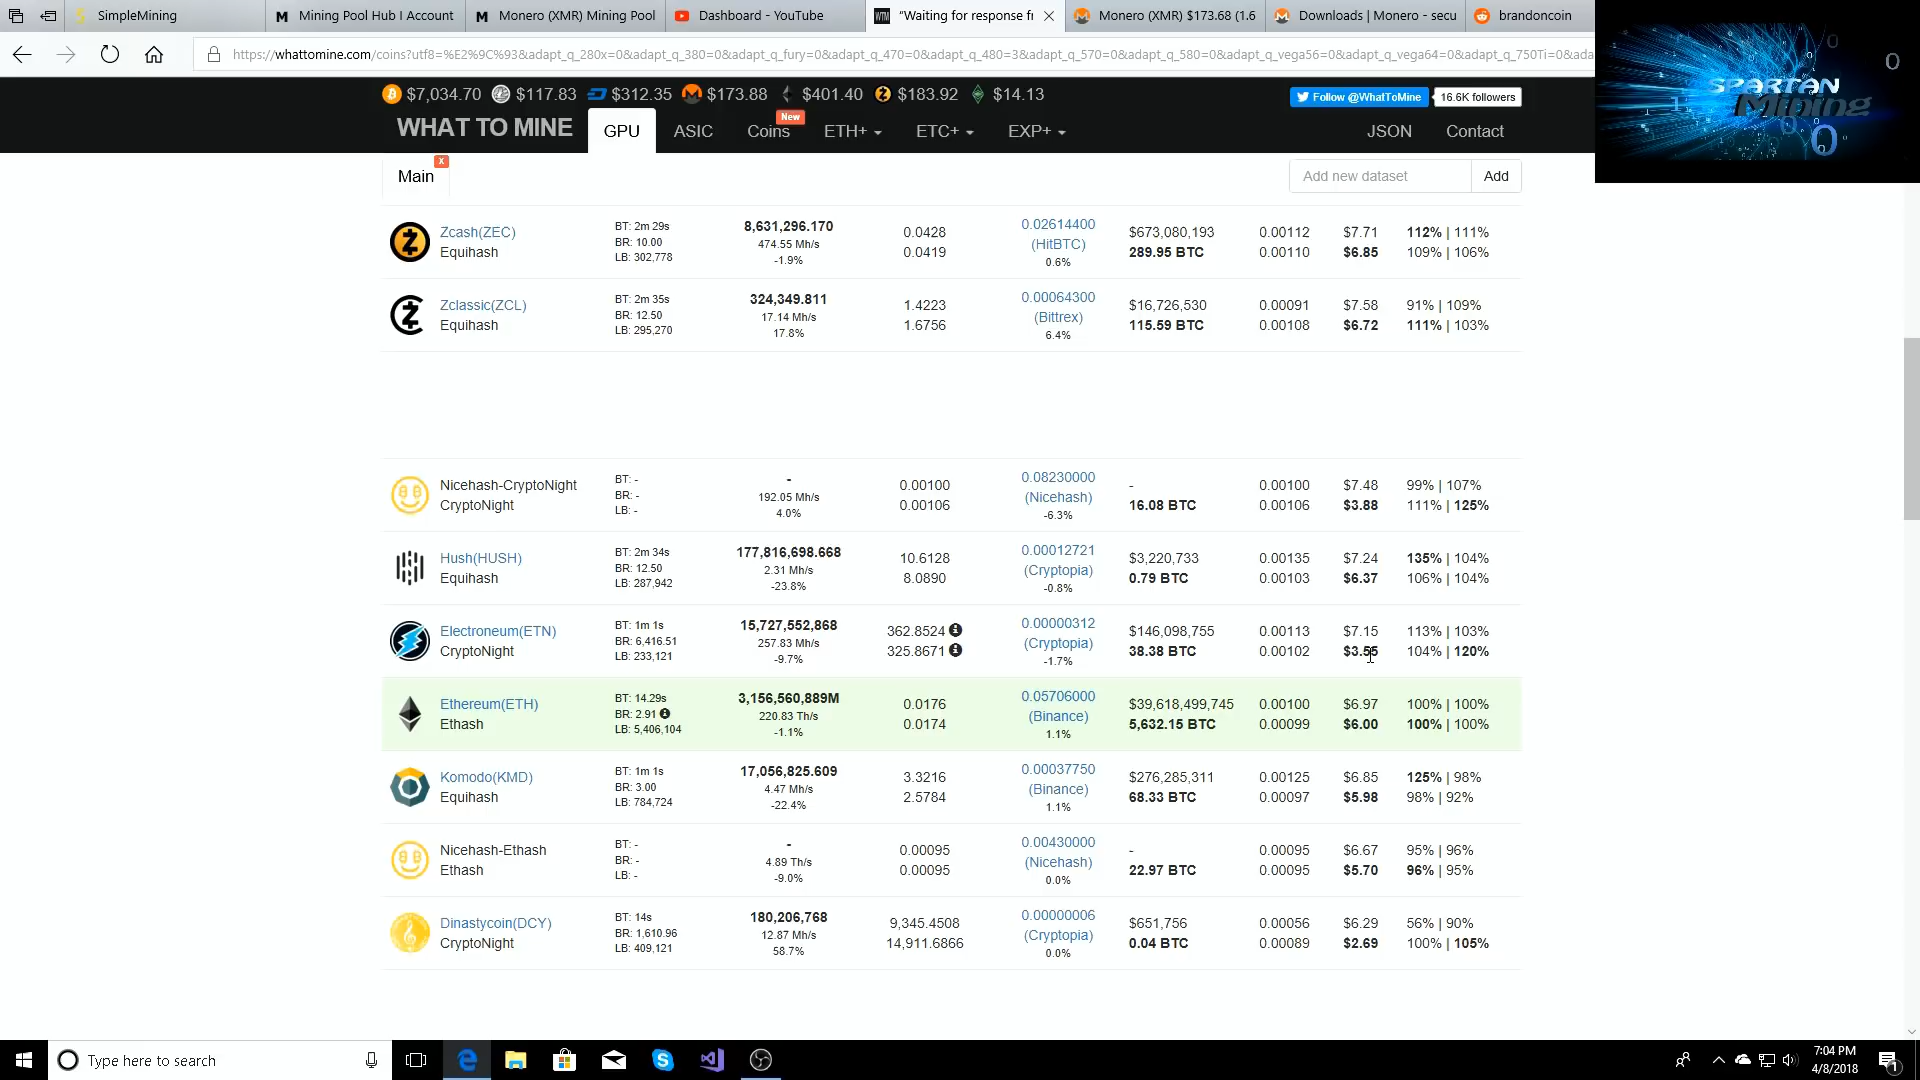 SimpleMining
Mining Pool Hub I Account
Monero (XMR) Mining Pool
Dashboard - YouTube
"Waiting for response fr
Monero (XMR) $173.68 (1.6
Downloads | Monero - secu
brandoncoin
https://whattomine.com/coins?utf8=%E2%9C%93&adapt_q_280x=0&adapt_q_380=0&adapt_q_fury=0&adapt_q_470=0&adapt_q_480=3&adapt_q_570=0&adapt_q_580=0&adapt_q_vega56=0&adapt_q_vega64=0&adapt_q_750Ti=0&ada
SPARTAN
Mining
$7,034.70 $117.83 $312.35 $173.88 $401.40 $183.92 $14.13
Follow @WhatToMine 16.6K followers
WHAT TO MINE GPU ASIC Coins New ETH+ ETC+ EXP+ JSON Contact
Main x Add new dataset Add
Zcash(ZEC)
Equihash
BT: 2m 29s
BR: 10.00
LB: 302,778
8,631,296.170
474.55 Mh/s
-1.9%
0.0428
0.0419
0.02614400
(HitBTC)
0.6%
$673,080,193
289.95 BTC
0.00112
0.00110
$7.71
$6.85
112% | 111%
109% | 106%
Zclassic(ZCL)
Equihash
BT: 2m 35s
BR: 12.50
LB: 295,270
324,349.811
17.14 Mh/s
17.8%
1.4223
1.6756
0.00064300
(Bittrex)
6.4%
$16,726,530
115.59 BTC
0.00091
0.00108
$7.58
$6.72
91% | 109%
111% | 103%
Nicehash-CryptoNight
CryptoNight
BT: -
BR: -
LB: -
-
192.05 Mh/s
4.0%
0.00100
0.00106
0.08230000
(Nicehash)
-6.3%
-
16.08 BTC
0.00100
0.00106
$7.48
$3.88
99% | 107%
111% | 125%
Hush(HUSH)
Equihash
BT: 2m 34s
BR: 12.50
LB: 287,942
177,816,698.668
2.31 Mh/s
-23.8%
10.6128
8.0890
0.00012721
(Cryptopia)
-0.8%
$3,220,733
0.79 BTC
0.00135
0.00103
$7.24
$6.37
135% | 104%
106% | 104%
Electroneum(ETN)
CryptoNight
BT: 1m 1s
BR: 6,416.51
LB: 233,121
15,727,552,868
257.83 Mh/s
-9.7%
362.8524
325.8671
0.00000312
(Cryptopia)
-1.7%
$146,098,755
38.38 BTC
0.00113
0.00102
$7.15
$3.55
113% | 103%
104% | 120%
Ethereum(ETH)
Ethash
BT: 14.29s
BR: 2.91
LB: 5,406,104
3,156,560,889M
220.83 Th/s
-1.1%
0.0176
0.0174
0.05706000
(Binance)
1.1%
$39,618,499,745
5,632.15 BTC
0.00100
0.00099
$6.97
$6.00
100% | 100%
100% | 100%
Komodo(KMD)
Equihash
BT: 1m 1s
BR: 3.00
LB: 784,724
17,056,825.609
4.47 Mh/s
-22.4%
3.3216
2.5784
0.00037750
(Binance)
1.1%
$276,285,311
68.33 BTC
0.00125
0.00097
$6.85
$5.98
125% | 98%
98% | 92%
Nicehash-Ethash
Ethash
BT: -
BR: -
LB: -
-
4.89 Th/s
-9.0%
0.00095
0.00095
0.00430000
(Nicehash)
0.0%
-
22.97 BTC
0.00095
0.00095
$6.67
$5.70
95% | 96%
96% | 95%
Dinastycoin(DCY)
CryptoNight
BT: 14s
BR: 1,610.96
LB: 409,121
180,206,768
12.87 Mh/s
58.7%
9,345.4508
14,911.6866
0.00000006
(Cryptopia)
0.0%
$651,756
0.04 BTC
0.00056
0.00089
$6.29
$2.69
56% | 90%
100% | 105%
Type here to search
7:04 PM
4/8/2018
1